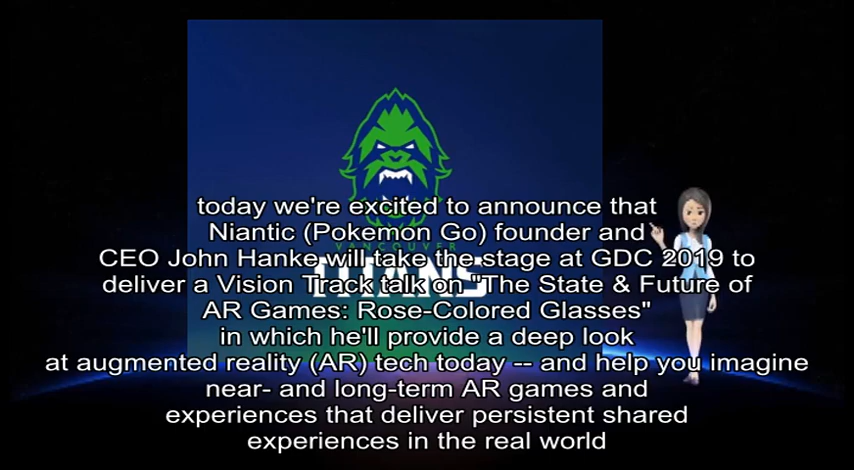 today we're excited to announce that
Niantic (Pokemon Go) founder and
VANCOUVER
CEO John Hanke will take the stage at GDC 2019 to
TITANS
deliver a Vision Track talk on "The State & Future of
AR Games: Rose-Colored Glasses"
in which he'll provide a deep look
at augmented reality (AR) tech today -- and help you imagine
near- and long-term AR games and
experiences that deliver persistent shared
experiences in the real world